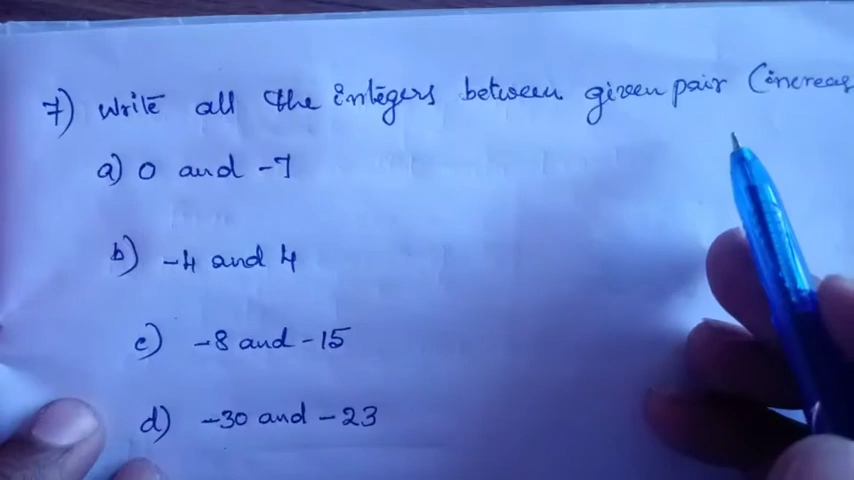 7) Write all the integers between given pair (increas
a) 0 and -7
b) -4 and 4
c) -8 and -15
d) -30 and -23